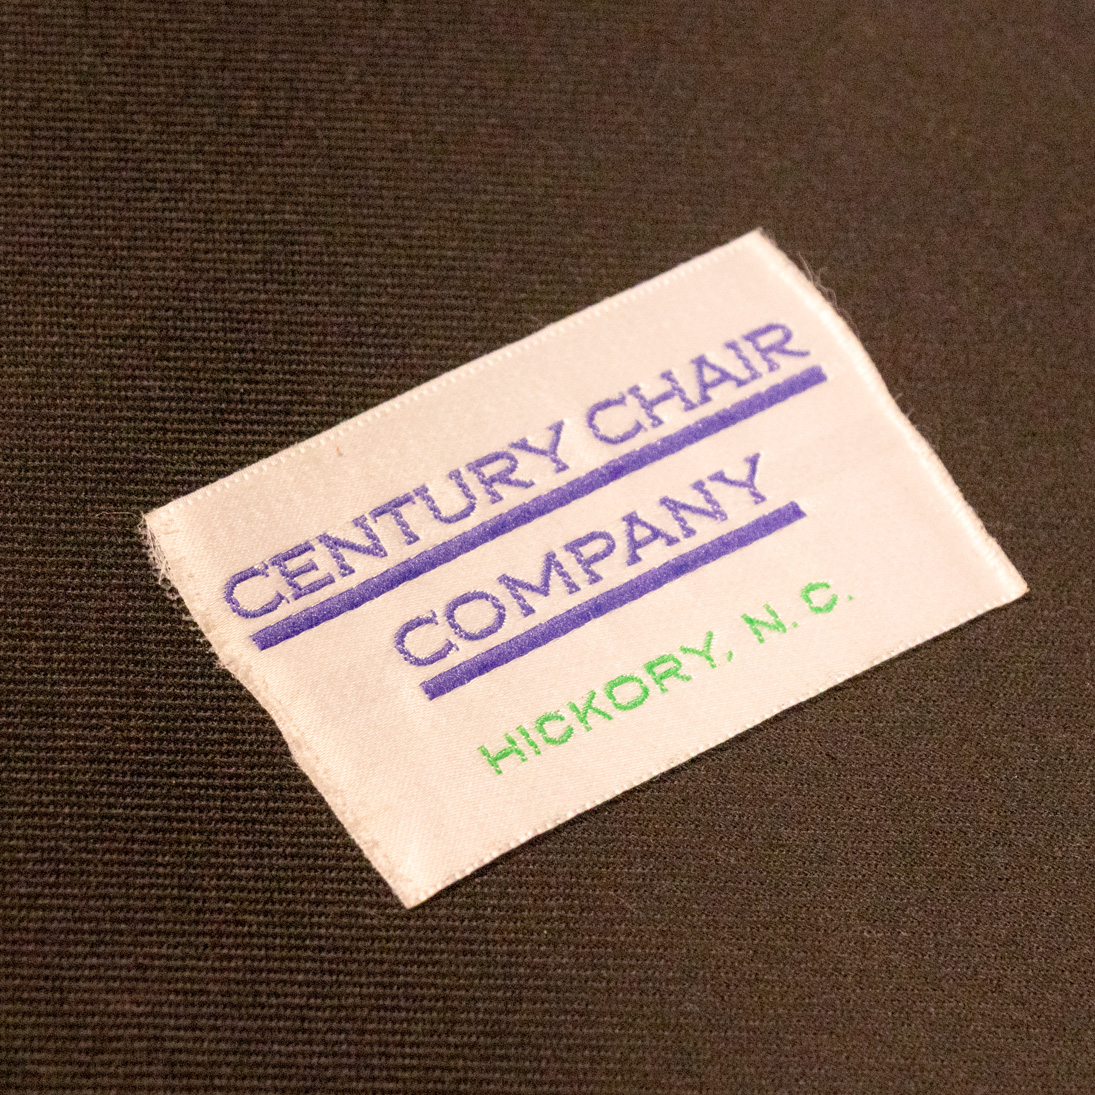 CENTURY CHAIR
COMPANY
HICKORY, N. C.